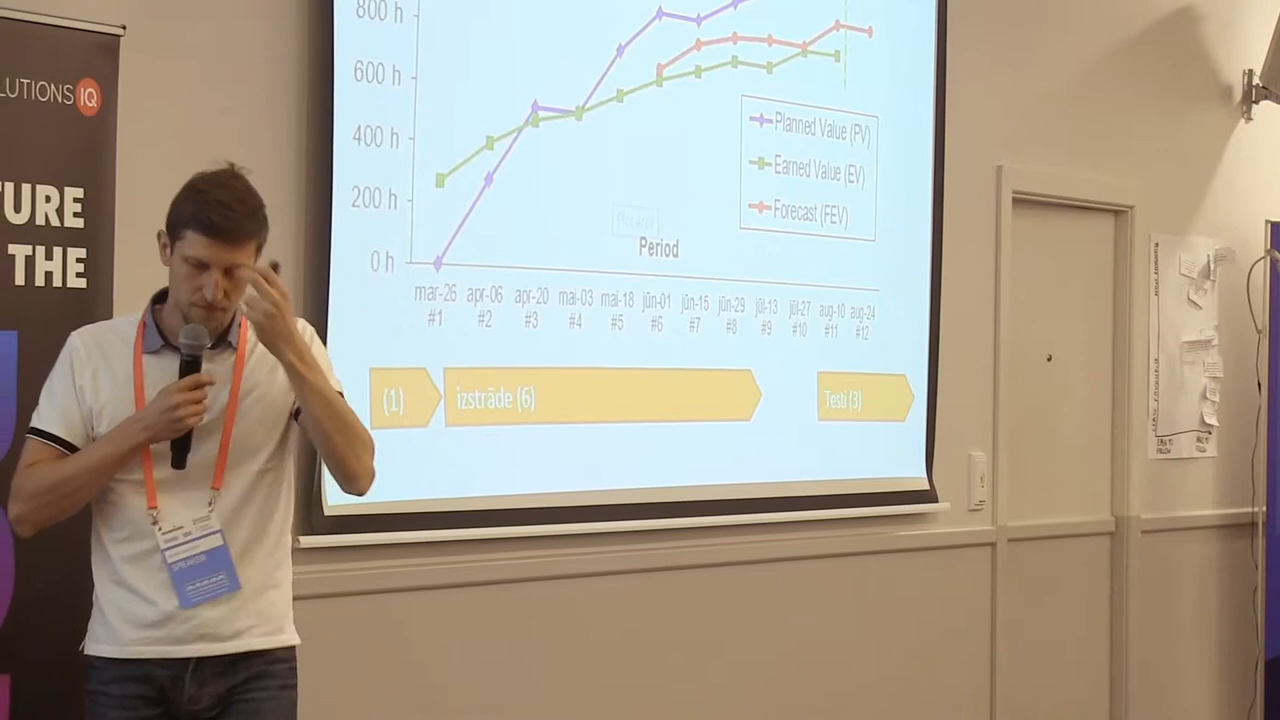 LUTIONS IQ
TURE
THE
800 h
600 h
400 h
200 h
0 h
Planned Value (PV)
Earned Value (EV)
Forecast (FEV)
Plot Area
Period
mar-26 apr-06 apr-20 mai-03 mai-18 jūn-01 jūn-15 jūn-29 jūl-13 jūl-27 aug-10 aug-24
#1 #2 #3 #4 #5 #6 #7 #8 #9 #10 #11 #12
(1)
izstrāde (6)
Testi (3)
SPEAKER